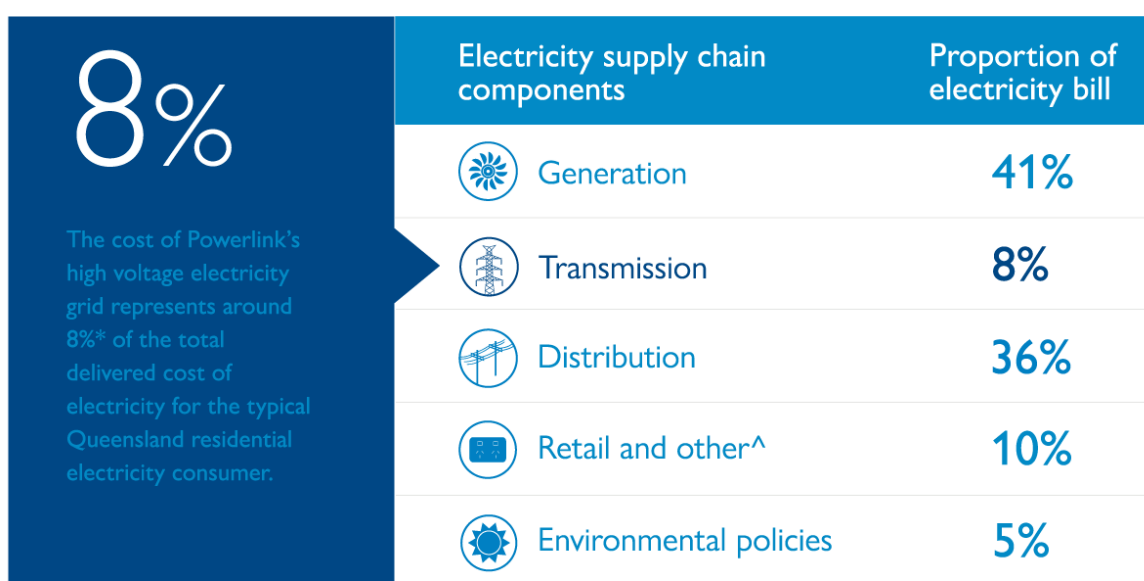 8%
The cost of Powerlink's
high voltage electricity
grid represents around
8%* of the total
delivered cost of
electricity for the typical
Queensland residential
electricity consumer.
Electricity supply chain
components
Proportion of
electricity bill
Generation 41%
Transmission 8%
Distribution 36%
Retail and other^ 10%
Environmental policies 5%